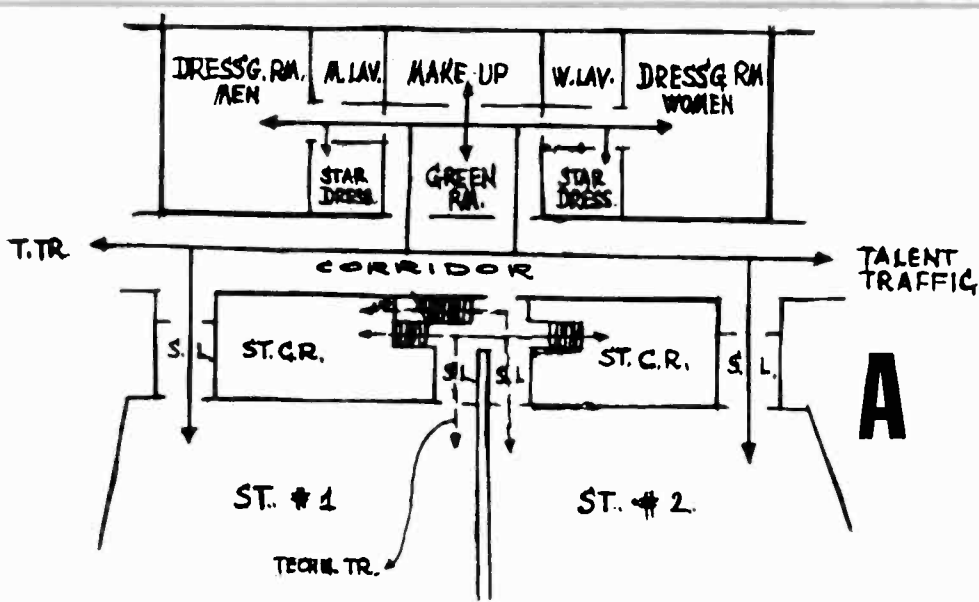 DRESS'G. RM. MEN
M. LAV.
MAKE UP
W. LAV.
DRESS'G RM WOMEN
STAR DRESS.
GREEN RM.
STAR DRESS.
T. TR.
CORRIDOR
TALENT TRAFFIC
S. L.
ST. C. R.
S. L.
S. L.
ST. C. R.
S. L.
A
ST. #1
ST. #2.
TECHN. TR.